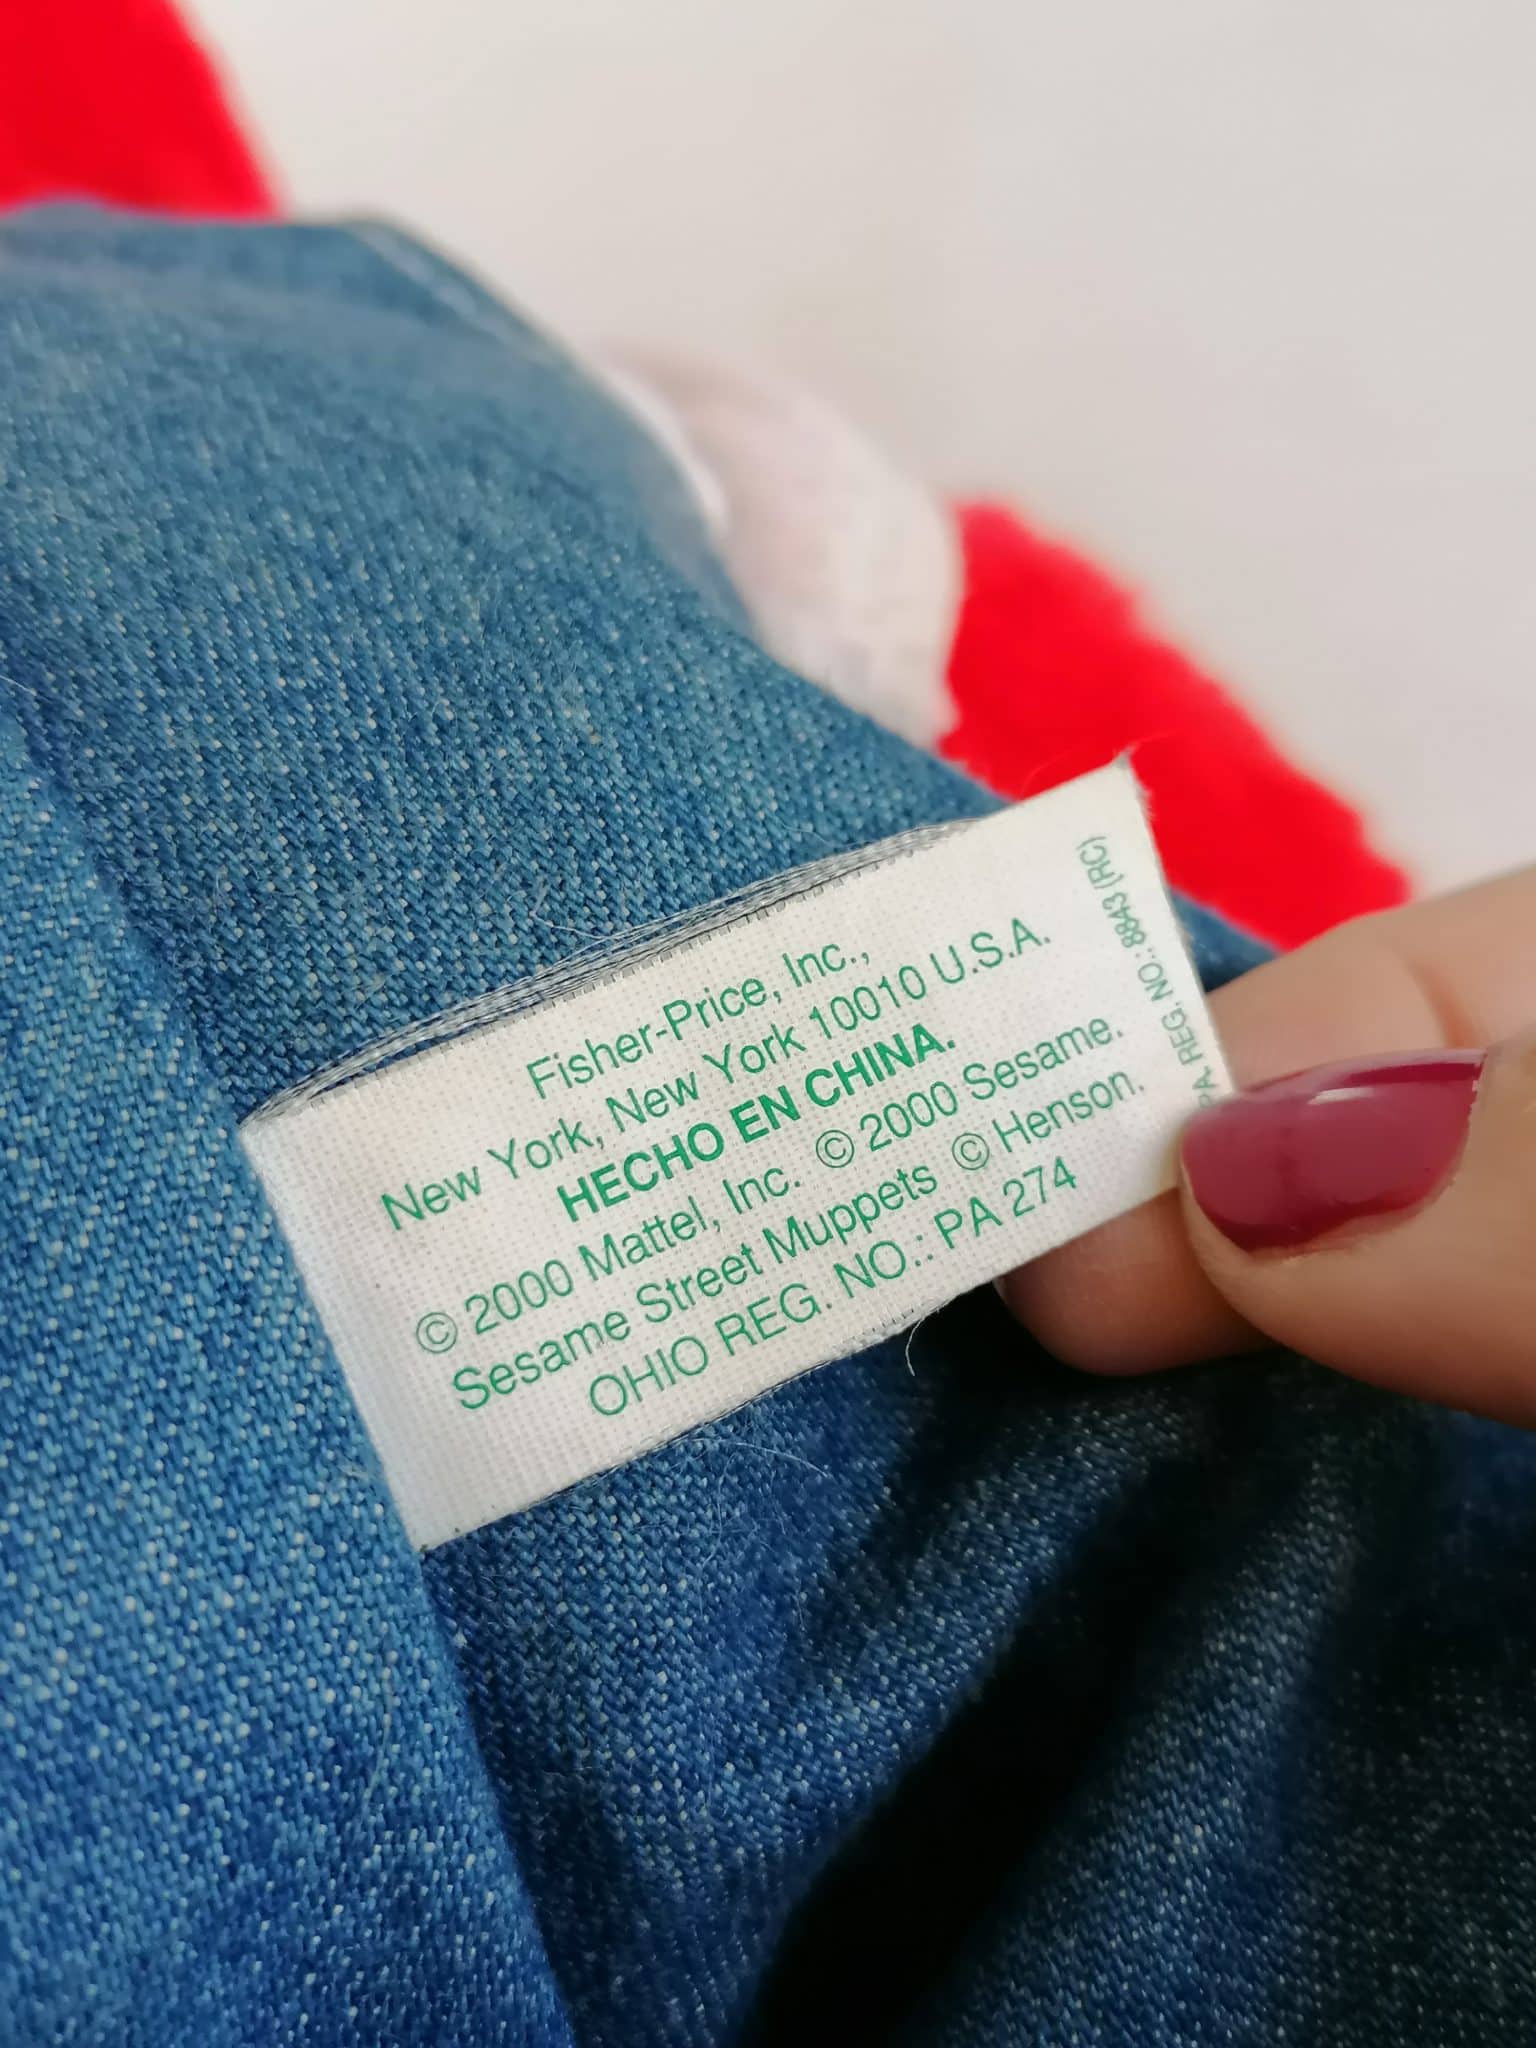 Fisher-Price, Inc.,
New York, New York 10010 U.S.A.
HECHO EN CHINA.
© 2000 Mattel, Inc. © 2000 Sesame.
Sesame Street Muppets © Henson.
OHIO REG. NO.: PA 274
PA. REG. NO.: 8843 (RC)